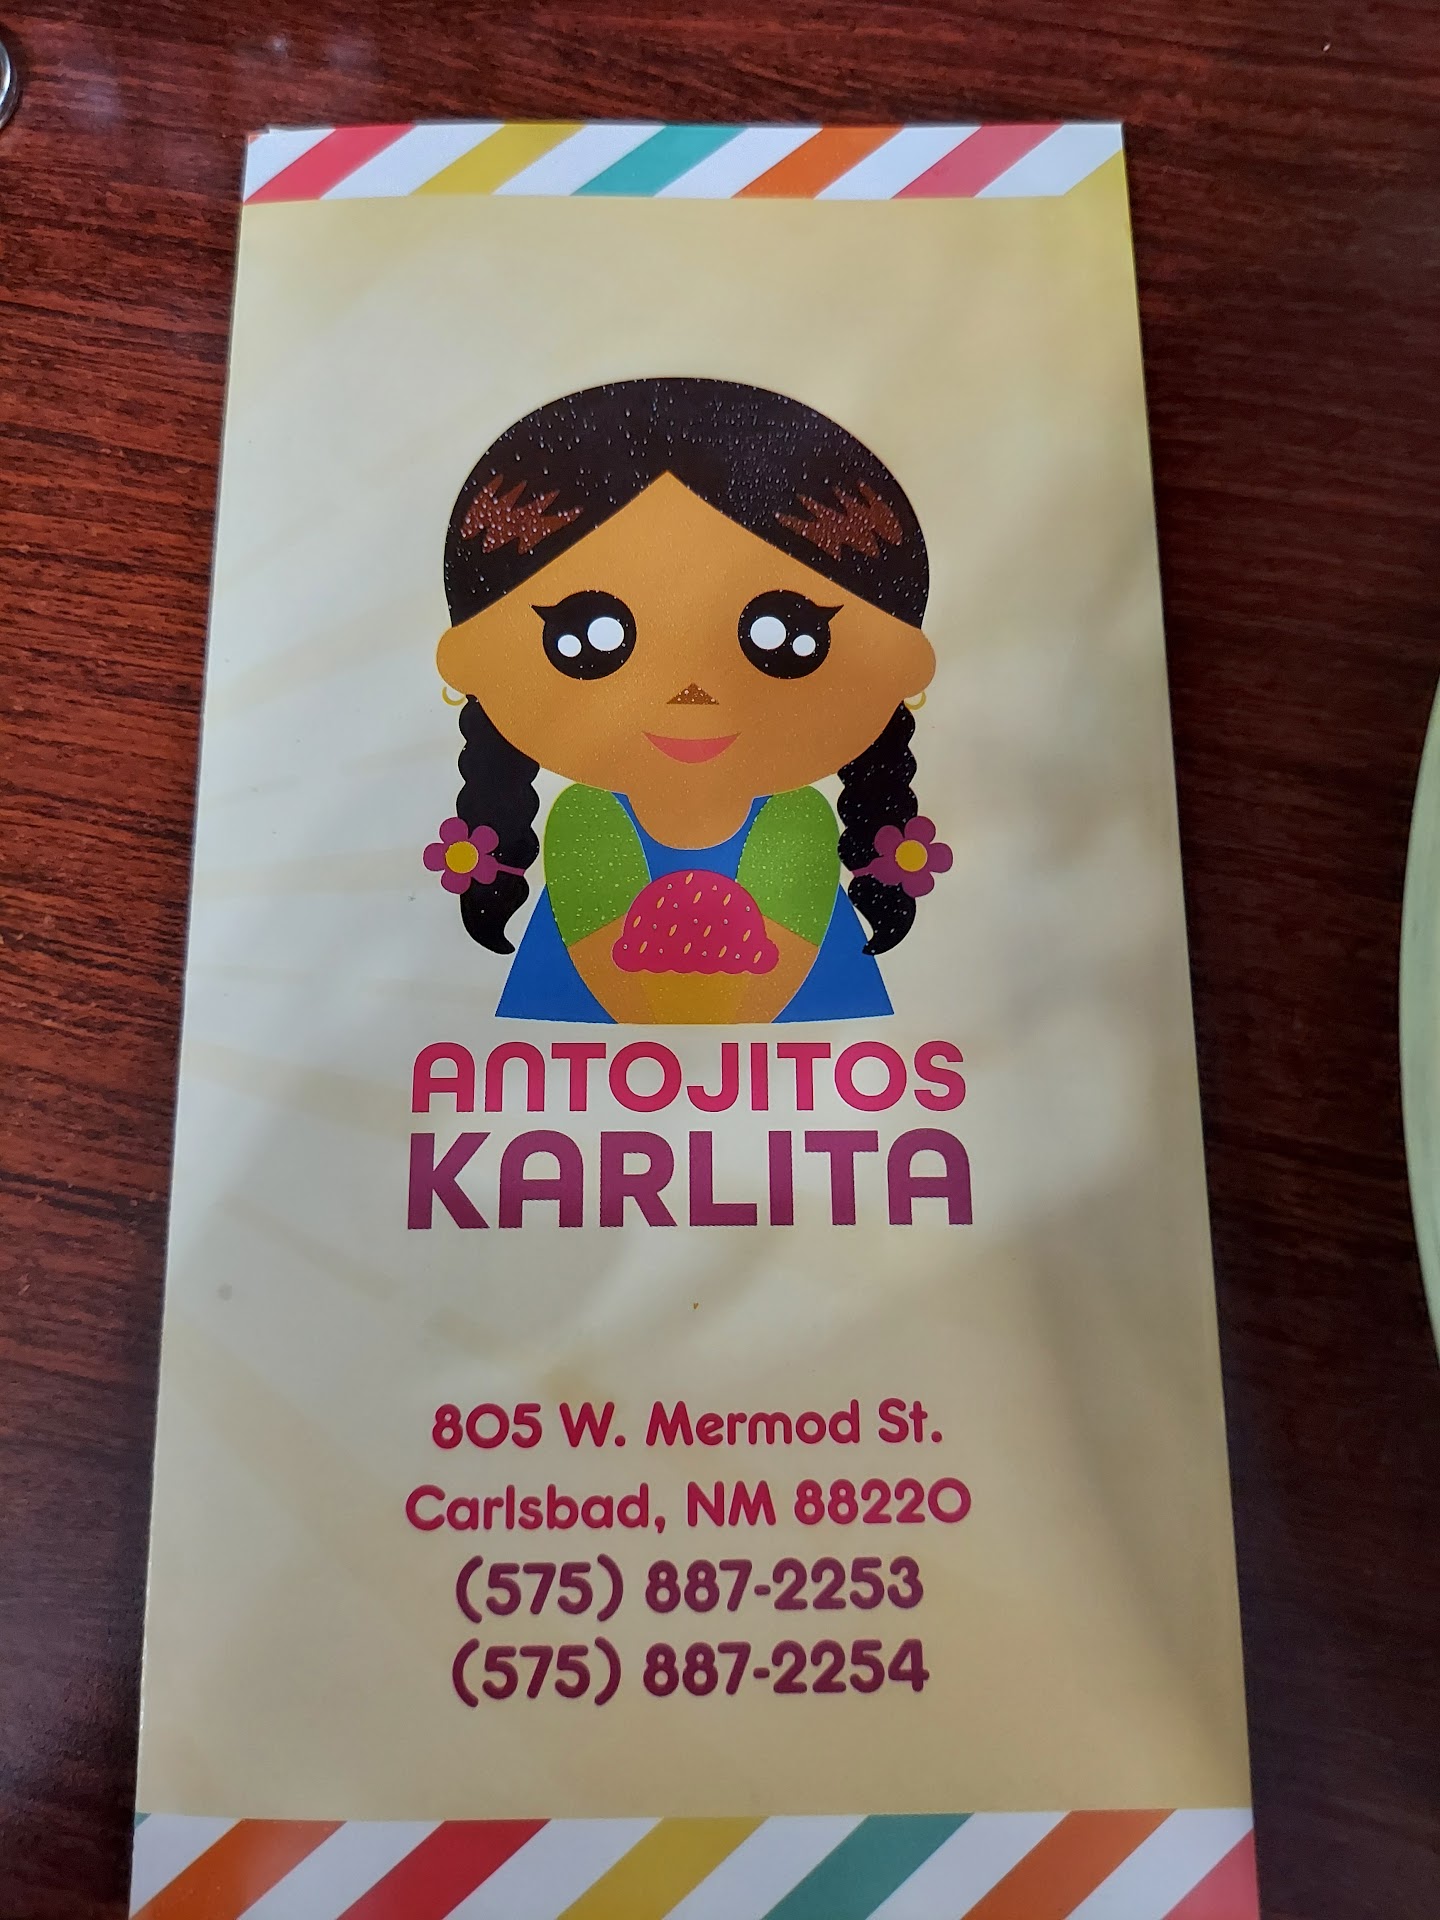 ANTOJITOS
KARLITA
805 W. Mermod St.
Carlsbad, NM 88220
(575) 887-2253
(575) 887-2254